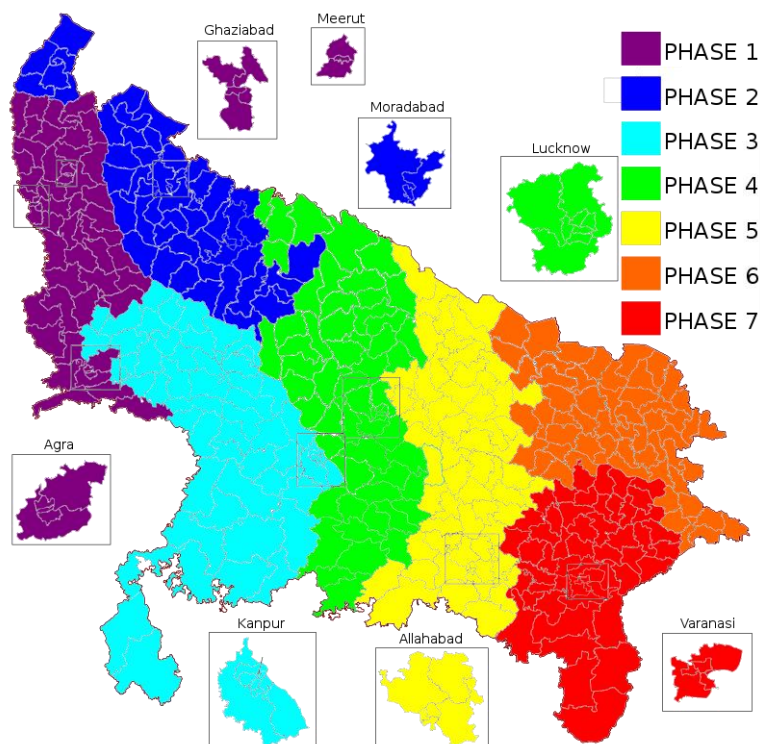 Meerut
Ghaziabad
PHASE 1
PHASE 2
Moradabad
PHASE 3
Lucknow
PHASE 4
PHASE 5
PHASE 6
PHASE 7
Agra
Kanpur
Allahabad
Varanasi